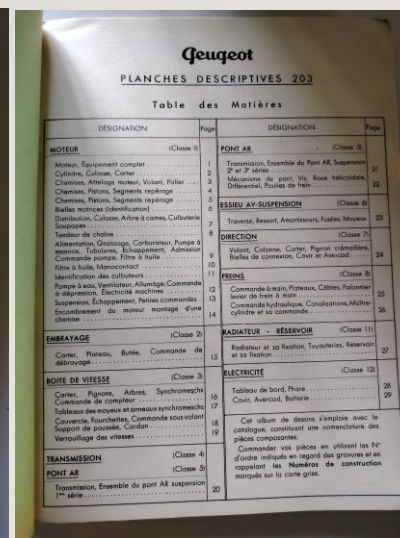 Peugeot
PLANCHES DESCRIPTIVES 203
Table des Matières
DÉSIGNATION Page
MOTEUR (Classe 1)
Moteur, Équipement complet 1
Cylindre, Culasse, Carter 2
Chemises, Attelage moteur, Volant, Palier 3
Chemises, Pistons, Segments repérage 4
Chemises, Pistons, Segments repérage 5
Bielles matrices (Identification) 6
Distribution, Culasse, Arbre à cames, Culbuterie
Soupapes 7
Tendeur de chaîne 8
Alimentation, Graissage, Carburateur, Pompe à
essence, Tubulures, Échappement, Admission
Commande pompe, Filtre à huile 9
Filtre à huile, Manocontact 10
Identification des culbuteurs 11
Pompe à eau, Ventilateur, Allumage, Commande
à dépression, Électricité machines 12
Suspension, Échappement, Petites commandes 13
Encombrement du moteur montage d'une
chemise 14
EMBRAYAGE (Classe 2)
Carter, Plateau, Butée, Commande de
débrayage 15
BOITE DE VITESSE (Classe 3)
Carter, Pignons, Arbres, Synchromeschs
Commande de compteur 16
Tableaux des moyeux et anneaux synchromeschs 17
Couvercle, Fourchettes, Commande sous volant
Support de poussée, Cardan 18
Verrouillage des vitesses 19
TRANSMISSION (Classe 4)
PONT AR (Classe 5)
Transmission, Ensemble du pont AR suspension
1ère série 20
DÉSIGNATION Page
PONT AR (Classe 5)
Transmission, Ensemble du Pont AR, Suspension
2e et 3e séries 21
Mécanisme du pont, Vis, Roue hélicoïdale,
Différentiel, Poulies de frein 22
ESSIEU AV-SUSPENSION (Classe 6)
Traverse, Ressort, Amortisseurs, Fusées, Moyeux 23
DIRECTION (Classe 7)
Volant, Colonne, Carter, Pignon crémaillère,
Bielles de connexion, Covir et Avercod 24
FREINS (Classe 8)
Commande à main, Plateaux, Câbles, Palonnier
levier de frein à main 25
Commande hydraulique, Canalisations, Maître-
cylindre et sa commande 26
RADIATEUR - RÉSERVOIR (Classe 11)
Radiateur et sa fixation, Tuyauteries, Réservoir
et sa fixation 27
ELECTRICITÉ (Classe 12)
Tableau de bord, Phare 28
Covir, Avercod, Batterie 29
Cet album de dessins s'emploie avec le
catalogue, constituant une nomenclature des
pièces composantes.
Commander vos pièces en utilisant les N°
d'ordre indiqués en regard des gravures et en
rappelant les Numéros de construction
marqués sur la carte grise.